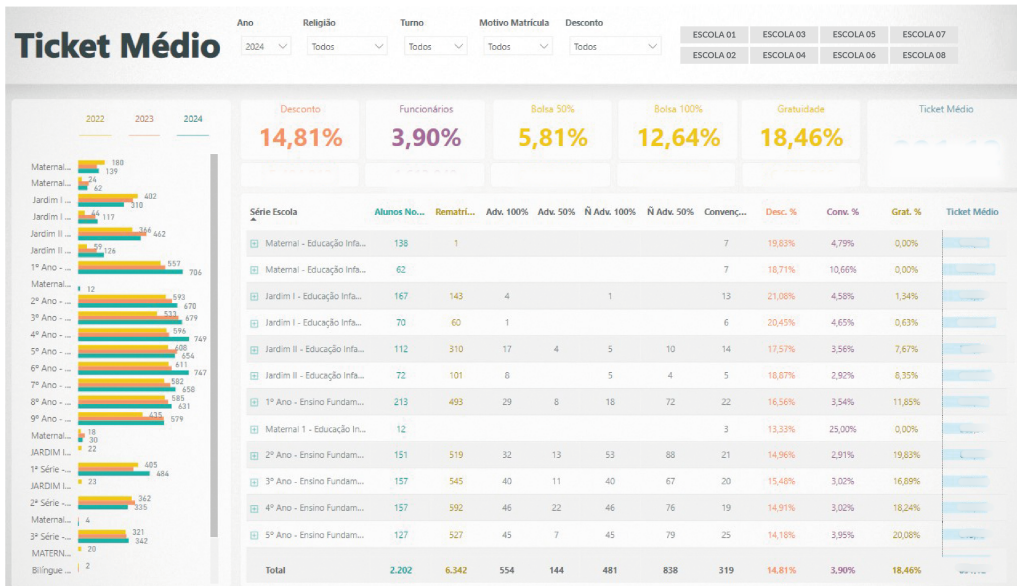 Ticket Médio
Ano Religião Turno Motivo Matrícula Desconto
2024 Todos Todos Todos Todos
ESCOLA 01 ESCOLA 03 ESCOLA 05 ESCOLA 07
ESCOLA 02 ESCOLA 04 ESCOLA 06 ESCOLA 08
2022 2023 2024
Maternal... 180 139
Maternal... 24 62
Jardim I ... 402 310
Jardim I ... 44 117
Jardim II ... 366 462
Jardim II ... 59 126
1º Ano - ... 557 706
Maternal... 12
2º Ano - ... 593 670
3º Ano - ... 533 679
4º Ano - ... 596 749
5º Ano - ... 608 654
6º Ano - ... 611 747
7º Ano - ... 582 658
8º Ano - ... 585 631
9º Ano - ... 435 579
Maternal... 18 30
JARDIM I... 22
1ª Série -... 405 484
JARDIM I... 23
2ª Série -... 362 335
Maternal... 4
3ª Série -... 321 342
MATERN... 20
Bilíngue ... 2
Desconto Funcionários Bolsa 50% Bolsa 100% Gratuidade Ticket Médio
14,81% 3,90% 5,81% 12,64% 18,46%
Série Escola Alunos No... Rematrí... Adv. 100% Adv. 50% Ñ Adv. 100% Ñ Adv. 50% Convenç... Desc. % Conv. % Grat. % Ticket Médio
Maternal - Educação Infa... 138 1 7 19,83% 4,79% 0,00%
Maternal - Educação Infa... 62 7 18,71% 10,66% 0,00%
Jardim I - Educação Infa... 167 143 4 1 13 21,08% 4,58% 1,34%
Jardim I - Educação Infa... 70 60 1 6 20,45% 4,65% 0,63%
Jardim II - Educação Infa... 112 310 17 4 5 10 14 17,57% 3,56% 7,67%
Jardim II - Educação Infa... 72 101 8 5 4 5 18,87% 2,92% 8,35%
1º Ano - Ensino Fundam... 213 493 29 8 18 72 22 16,56% 3,54% 11,85%
Maternal 1 - Educação In... 12 3 13,33% 25,00% 0,00%
2º Ano - Ensino Fundam... 151 519 32 13 53 88 21 14,96% 2,91% 19,83%
3º Ano - Ensino Fundam... 157 545 40 11 40 67 20 15,48% 3,02% 16,89%
4º Ano - Ensino Fundam... 157 592 46 22 46 76 19 14,91% 3,02% 18,24%
5º Ano - Ensino Fundam... 127 527 45 7 45 79 25 14,18% 3,95% 20,08%
Total 2.202 6.342 554 144 481 838 319 14,81% 3,90% 18,46%